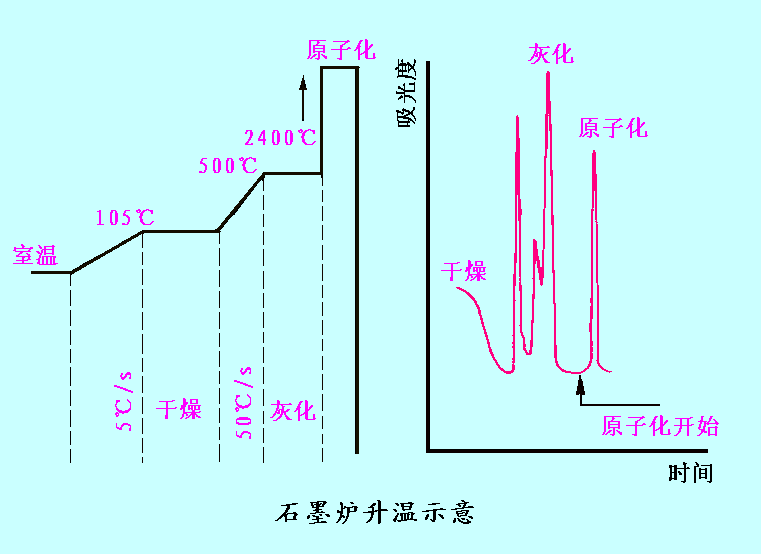 原子化
2400℃
500℃
105℃
室温
5℃/s
干燥
50℃/s
灰化
吸光度
灰化
原子化
干燥
原子化开始
时间
石墨炉升温示意